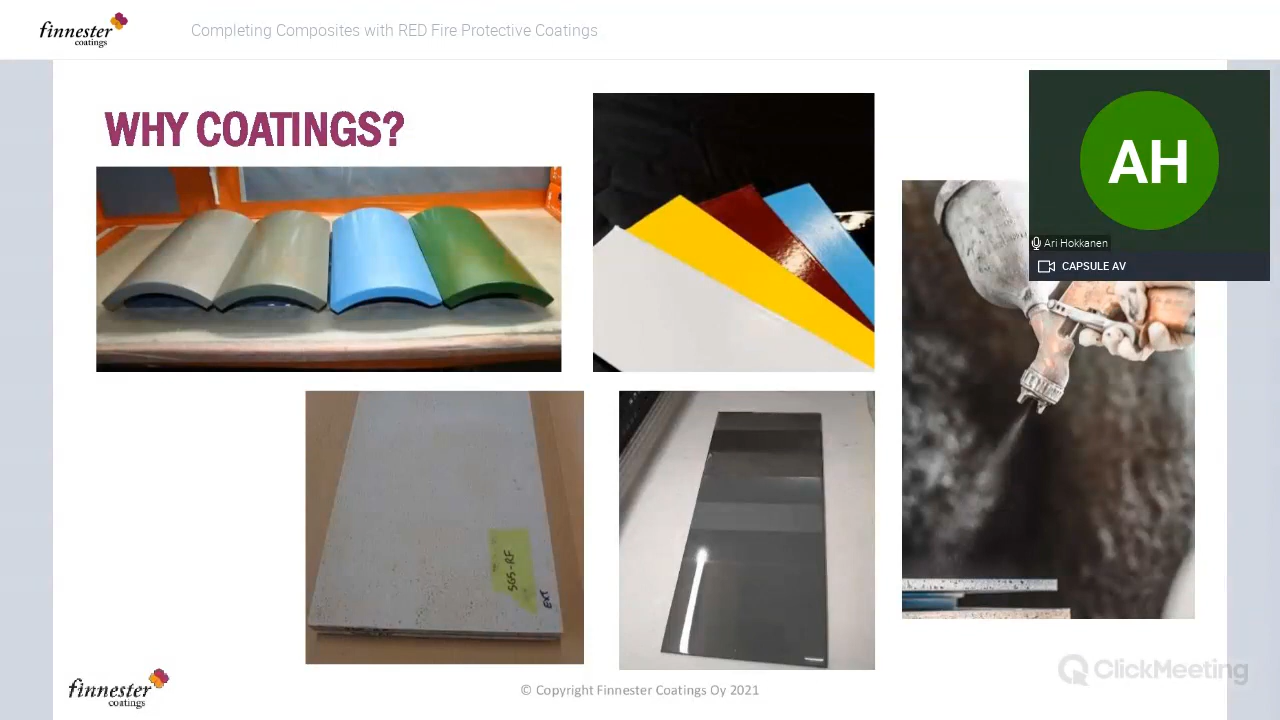 finnester
coatings
Completing Composites with RED Fire Protective Coatings
WHY COATINGS?
AH
Ari Hokkanen
CAPSULE AV
SGS-RF
EXT
finnester
coatings
© Copyright Finnester Coatings Oy 2021
ClickMeeting